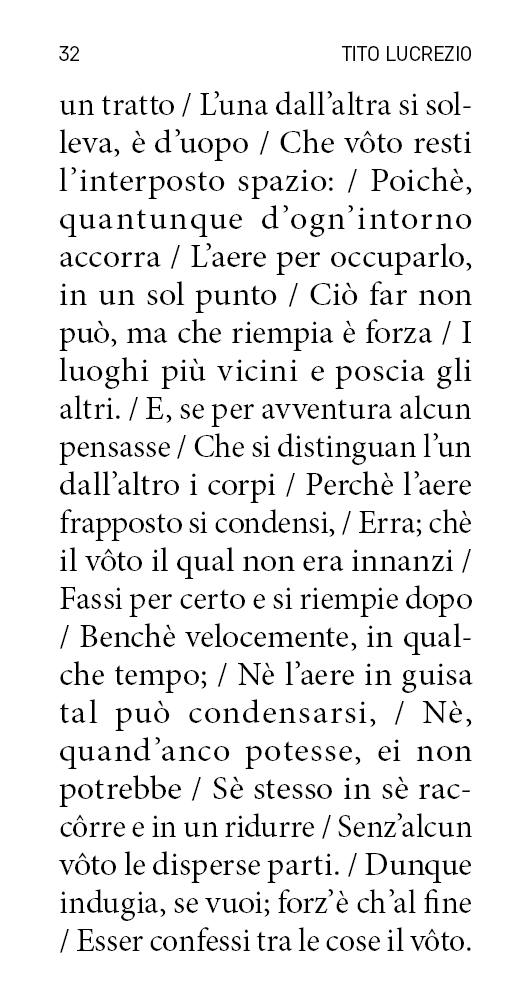 32 TITO LUCREZIO
un tratto / L’una dall’altra si sol-
leva, è d’uopo / Che vôto resti
l’interposto spazio: / Poichè,
quantunque d’ogn’intorno
accorra / L’aere per occuparlo,
in un sol punto / Ciò far non
può, ma che riempia è forza / I
luoghi più vicini e poscia gli
altri. / E, se per avventura alcun
pensasse / Che si distinguan l’un
dall’altro i corpi / Perchè l’aere
frapposto si condensi, / Erra; chè
il vôto il qual non era innanzi /
Fassi per certo e si riempie dopo
/ Benchè velocemente, in qual-
che tempo; / Nè l’aere in guisa
tal può condensarsi, / Nè,
quand’anco potesse, ei non
potrebbe / Sè stesso in sè rac-
côrre e in un ridurre / Senz’alcun
vôto le disperse parti. / Dunque
indugia, se vuoi; forz’è ch’al fine
/ Esser confessi tra le cose il vôto.